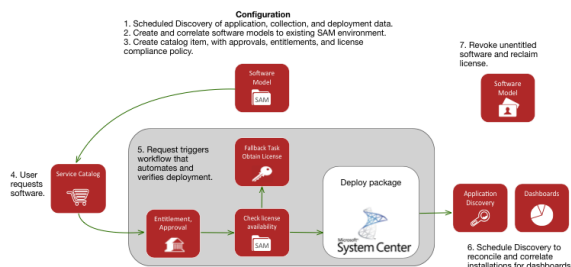 Configuration
1. Scheduled Discovery of application, collection, and deployment data.
2. Create and correlate software models to existing SAM environment.
3. Create catalog item, with approvals, entitlements, and license
compliance policy.
7. Revoke unentitled
software and reclaim
license.
Software
Model
SAM
Software
Model
4. User
requests
software.
Service Catalog
5. Request triggers
workflow that
automates and
verifies deployment.
Fallback Task
Obtain License
Deploy package
Microsoft
System Center
Entitlement,
Approval
Check license
availability
SAM
Application
Discovery
Dashboards
6. Schedule Discovery to
reconcile and correlate
installations for dashboards